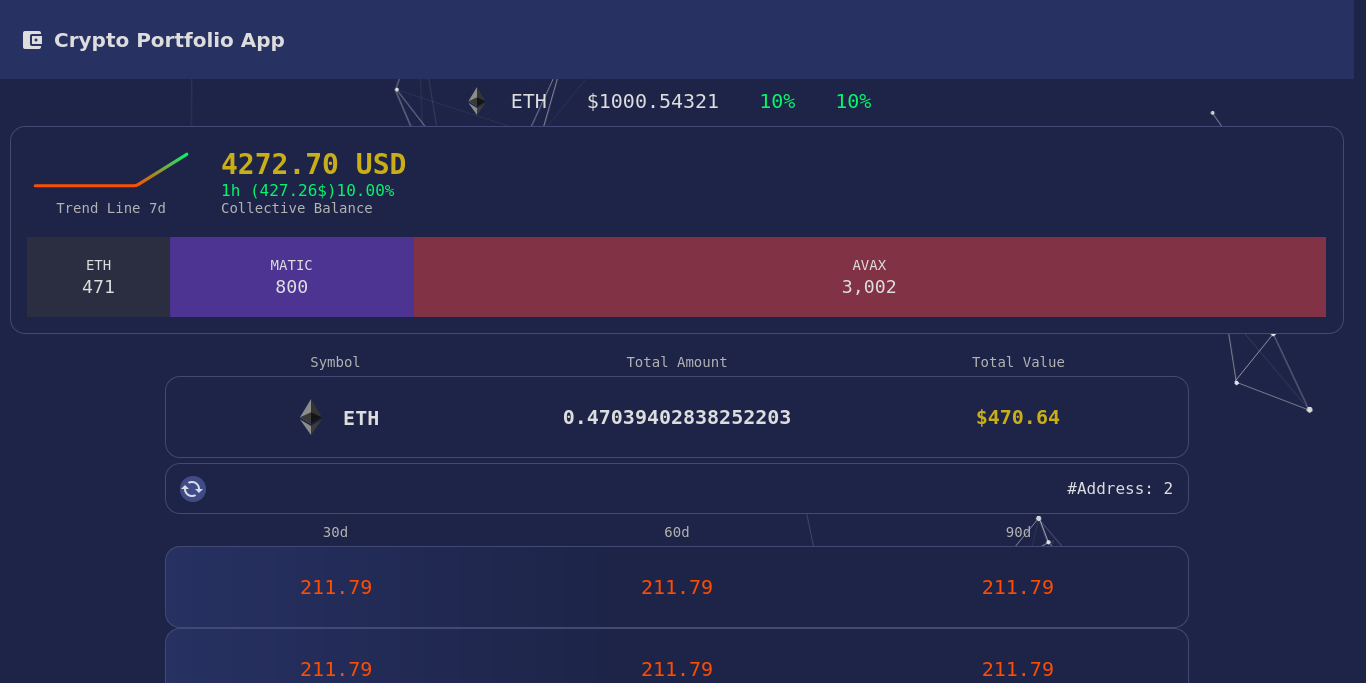 Crypto Portfolio App
ETH $1000.54321 10% 10%
4272.70 USD
1h (427.26$)10.00%
Trend Line 7d Collective Balance
ETH MATIC AVAX
471 800 3,002
Symbol Total Amount Total Value
ETH 0.47039402838252203 $470.64
#Address: 2
30d 60d 90d
211.79 211.79 211.79
211.79 211.79 211.79